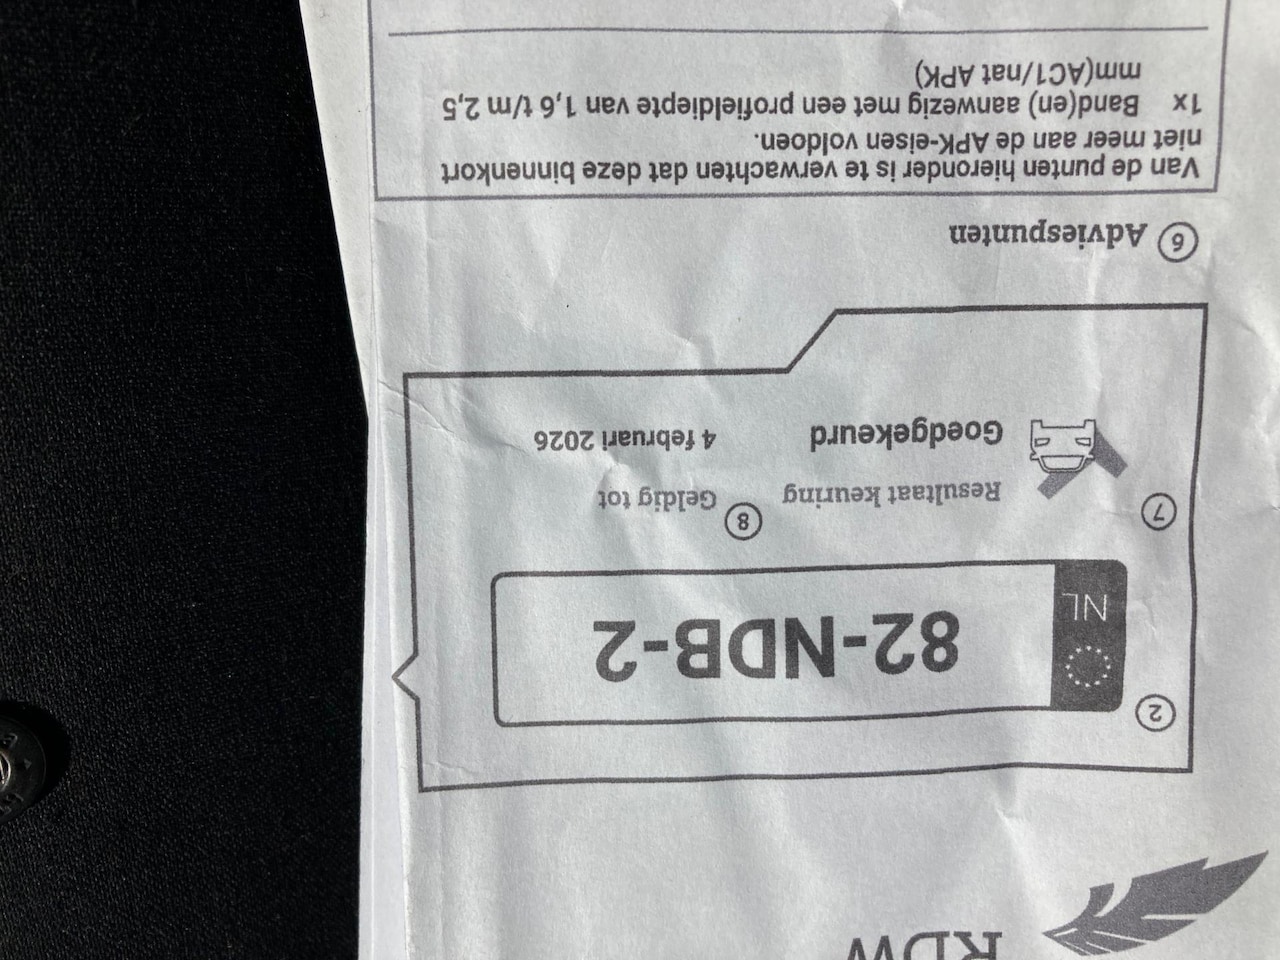 RDW
2
NL
82-NDB-2
7
Resultaat keuring
Goedgekeurd
8
Geldig tot
4 februari 2026
6 Adviespunten
Van de punten hieronder is te verwachten dat deze binnenkort
niet meer aan de APK-eisen voldoen.
1x Band(en) aanwezig met een profieldiepte van 1,6 t/m 2,5
mm(AC1/nat APK)